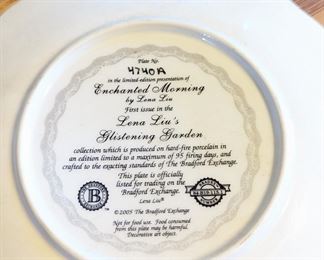 Plate No.
4740A
in the limited-edition presentation of
Enchanted Morning
by Lena Liu
First issue in the
Lena Liu's
Glistening Garden
collection which is produced on hard-fire porcelain in
an edition limited to a maximum of 95 firing days, and
crafted to the exacting standards of The Bradford Exchange.
This plate is officially
listed for trading on the
Bradford Exchange.
Lena Liu®
B
©2005 The Bradford Exchange
Not for food use. Food consumed
from this plate may be harmful.
Decorative art object.